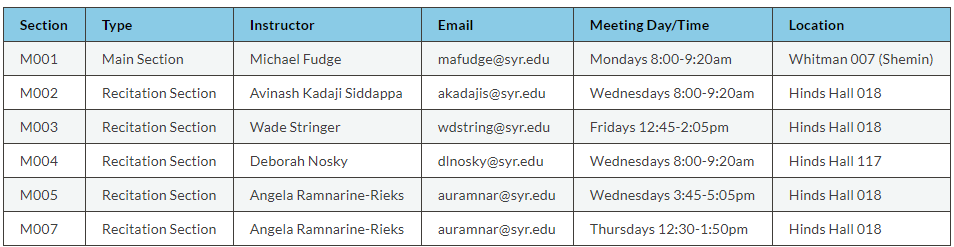 Section Type Instructor Email Meeting Day/Time Location
M001 Main Section Michael Fudge mafudge@syr.edu Mondays 8:00-9:20am Whitman 007 (Shemin)
M002 Recitation Section Avinash Kadaji Siddappa akadajis@syr.edu Wednesdays 8:00-9:20am Hinds Hall 018
M003 Recitation Section Wade Stringer wdstring@syr.edu Fridays 12:45-2:05pm Hinds Hall 018
M004 Recitation Section Deborah Nosky dlnosky@syr.edu Wednesdays 8:00-9:20am Hinds Hall 117
M005 Recitation Section Angela Ramnarine-Rieks auramnar@syr.edu Wednesdays 3:45-5:05pm Hinds Hall 018
M007 Recitation Section Angela Ramnarine-Rieks auramnar@syr.edu Thursdays 12:30-1:50pm Hinds Hall 018